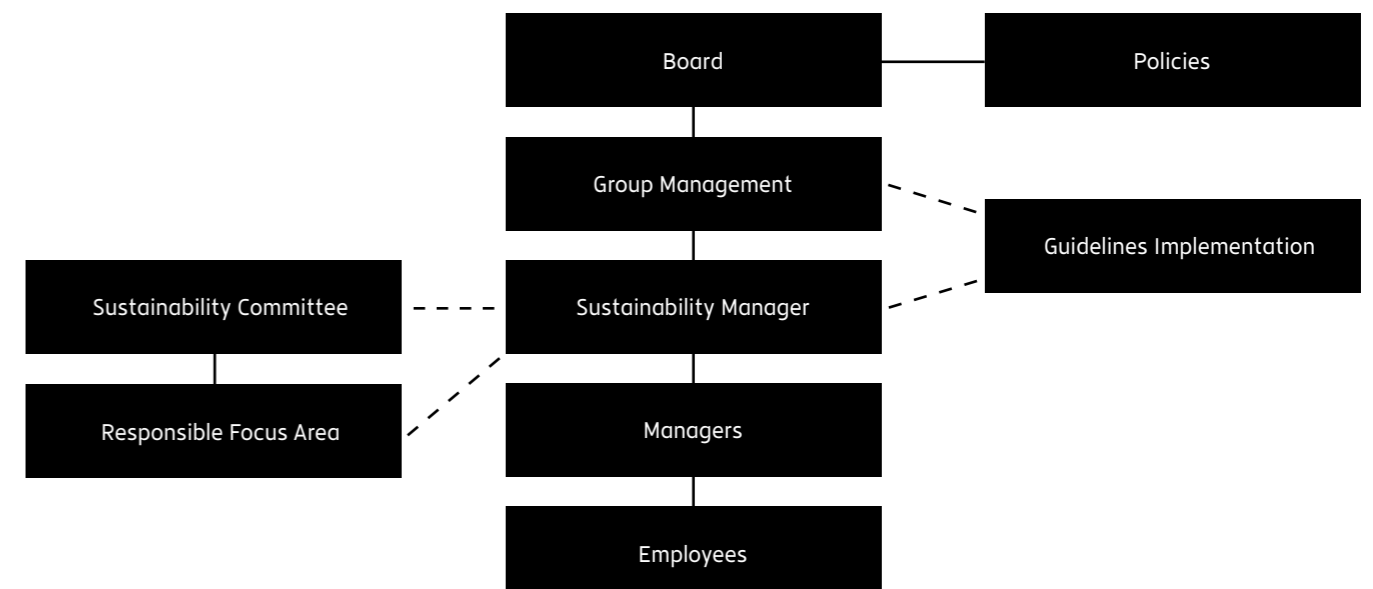 Board
Policies
Group Management
Guidelines Implementation
Sustainability Committee
Sustainability Manager
Responsible Focus Area
Managers
Employees